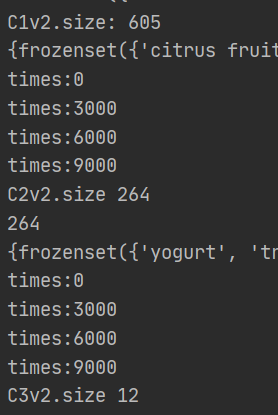 C1v2.size: 605
{frozenset({'citrus fruit
times:0
times:3000
times:6000
times:9000
C2v2.size 264
264
{frozenset({'yogurt', 'tr
times:0
times:3000
times:6000
times:9000
C3v2.size 12